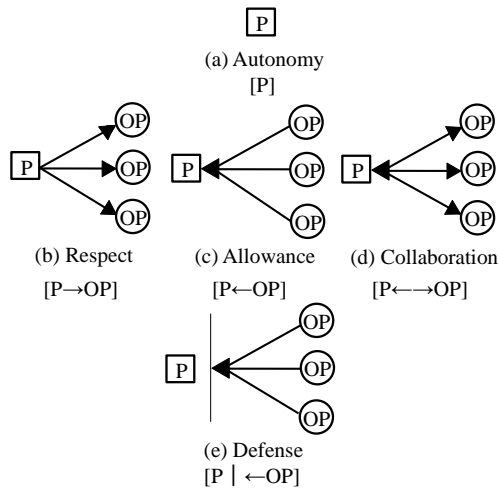 P
(a) Autonomy
[P]
OP
OP
OP
P
(b) Respect
[P→OP]
OP
OP
OP
P
(c) Allowance
[P←OP]
OP
OP
OP
P
(d) Collaboration
[P←→OP]
OP
OP
OP
P
(e) Defense
[P | ←OP]